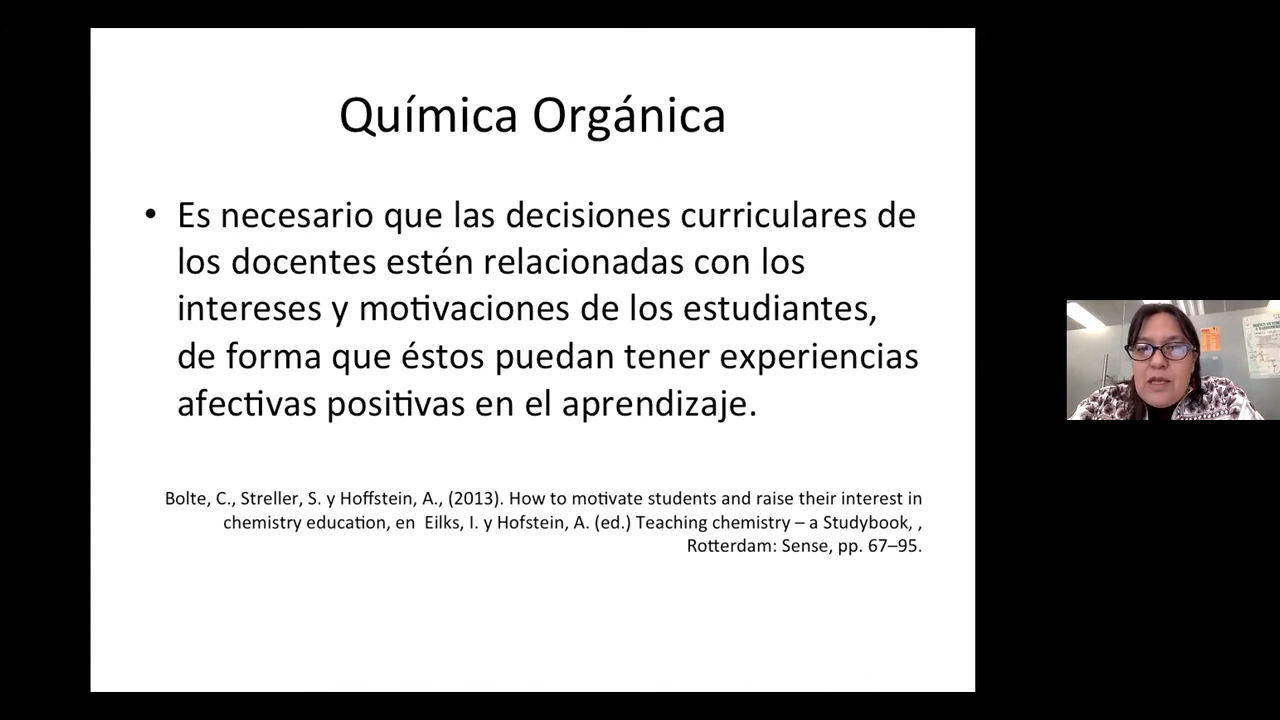 Química Orgánica
• Es necesario que las decisiones curriculares de
los docentes estén relacionadas con los
intereses y motivaciones de los estudiantes,
de forma que éstos puedan tener experiencias
afectivas positivas en el aprendizaje.
Bolte, C., Streller, S. y Hoffstein, A., (2013). How to motivate students and raise their interest in
chemistry education, en Eilks, I. y Hofstein, A. (ed.) Teaching chemistry – a Studybook, ,
Rotterdam: Sense, pp. 67–95.